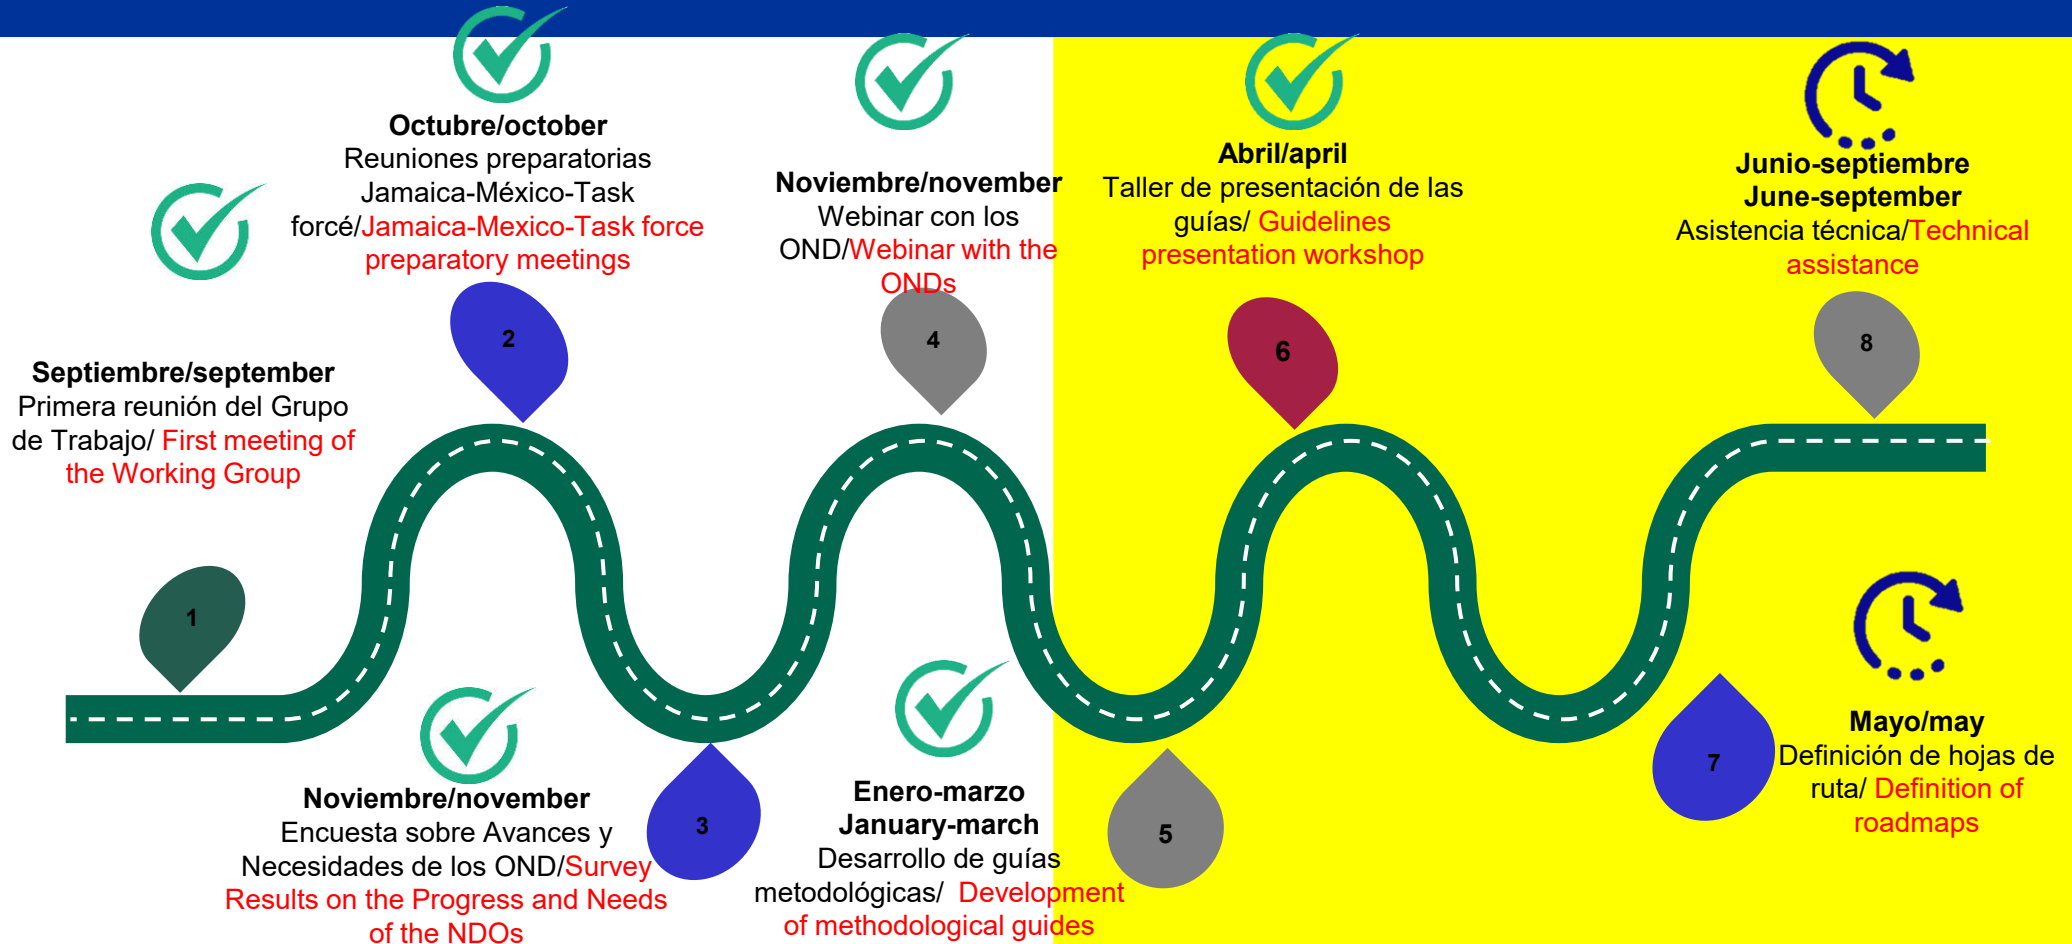 Septiembre/september
Primera reunión del Grupo
de Trabajo/ First meeting of
the Working Group
1
Octubre/october
Reuniones preparatorias
Jamaica-México-Task
forcé/Jamaica-Mexico-Task force
preparatory meetings
2
Noviembre/november
Encuesta sobre Avances y
Necesidades de los OND/Survey
Results on the Progress and Needs
of the NDOs
3
Noviembre/november
Webinar con los
OND/Webinar with the
ONDs
4
Enero-marzo
January-march
Desarrollo de guías
metodológicas/ Development
of methodological guides
5
Abril/april
Taller de presentación de las
guías/ Guidelines
presentation workshop
6
Mayo/may
Definición de hojas de
ruta/ Definition of
roadmaps
7
Junio-septiembre
June-september
Asistencia técnica/Technical
assistance
8